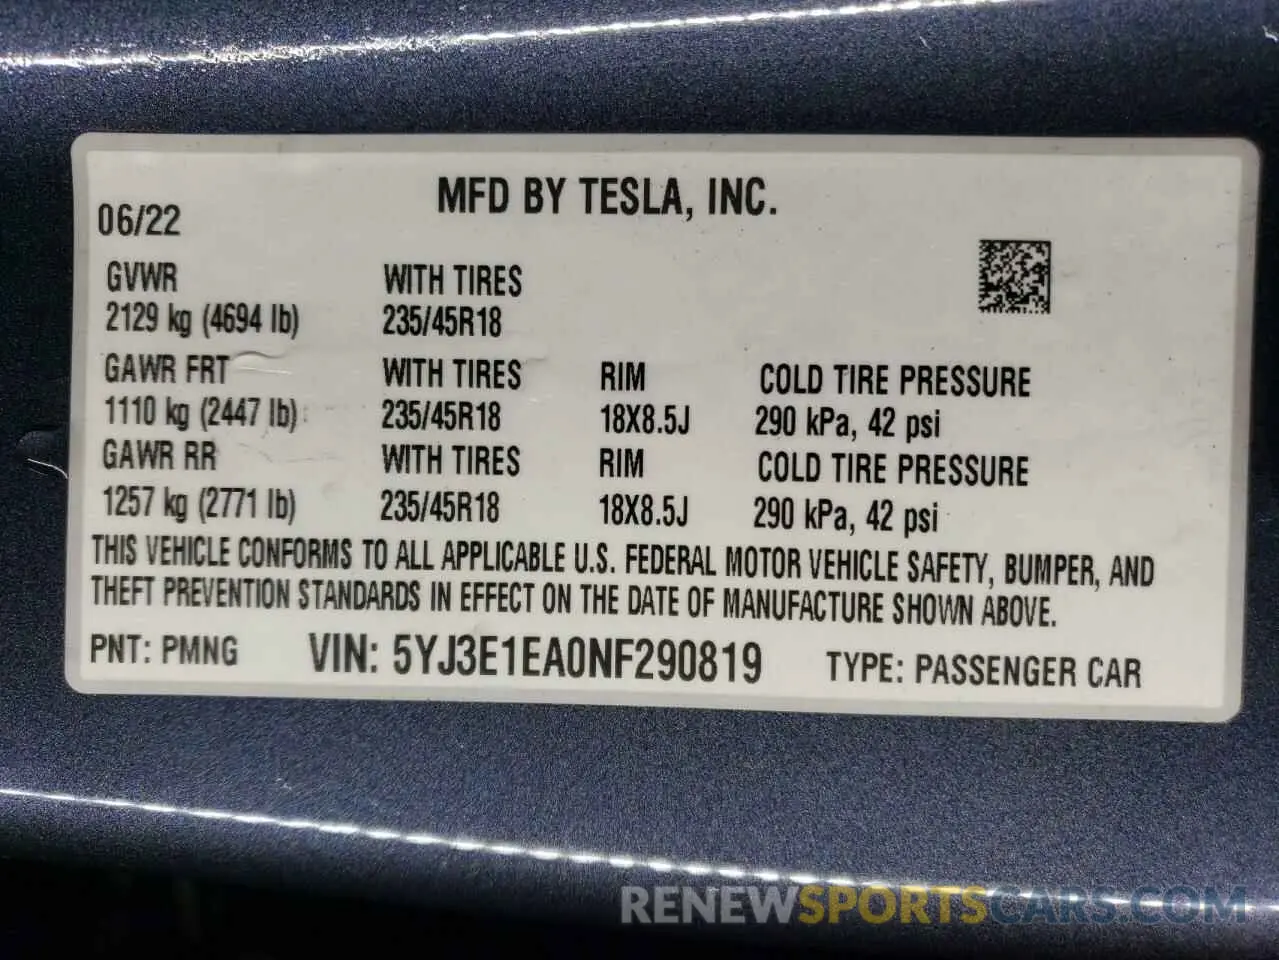 MFD BY TESLA, INC.
06/22
GVWR WITH TIRES
2129 kg (4694 lb) 235/45R18
GAWR FRT WITH TIRES RIM COLD TIRE PRESSURE
1110 kg (2447 lb) 235/45R18 18X8.5J 290 kPa, 42 psi
GAWR RR WITH TIRES RIM COLD TIRE PRESSURE
1257 kg (2771 lb) 235/45R18 18X8.5J 290 kPa, 42 psi
THIS VEHICLE CONFORMS TO ALL APPLICABLE U.S. FEDERAL MOTOR VEHICLE SAFETY, BUMPER, AND
THEFT PREVENTION STANDARDS IN EFFECT ON THE DATE OF MANUFACTURE SHOWN ABOVE.
PNT: PMNG VIN: 5YJ3E1EA0NF290819 TYPE: PASSENGER CAR
RENEWSPORTSCARS.COM